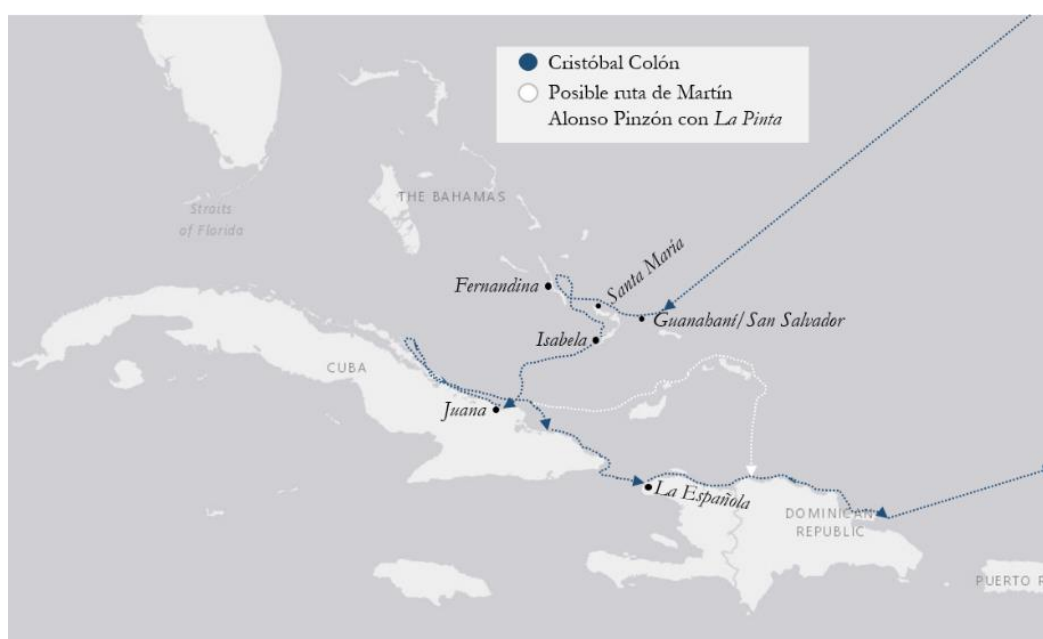 Cristóbal Colón
Posible ruta de Martín
Alonso Pinzón con La Pinta
THE BAHAMAS
Straits
of Florida
Santa María
Fernandina
Guanahaní/San Salvador
Isabela
CUBA
Juana
La Española
DOMINICAN
REPUBLIC
PUERTO R